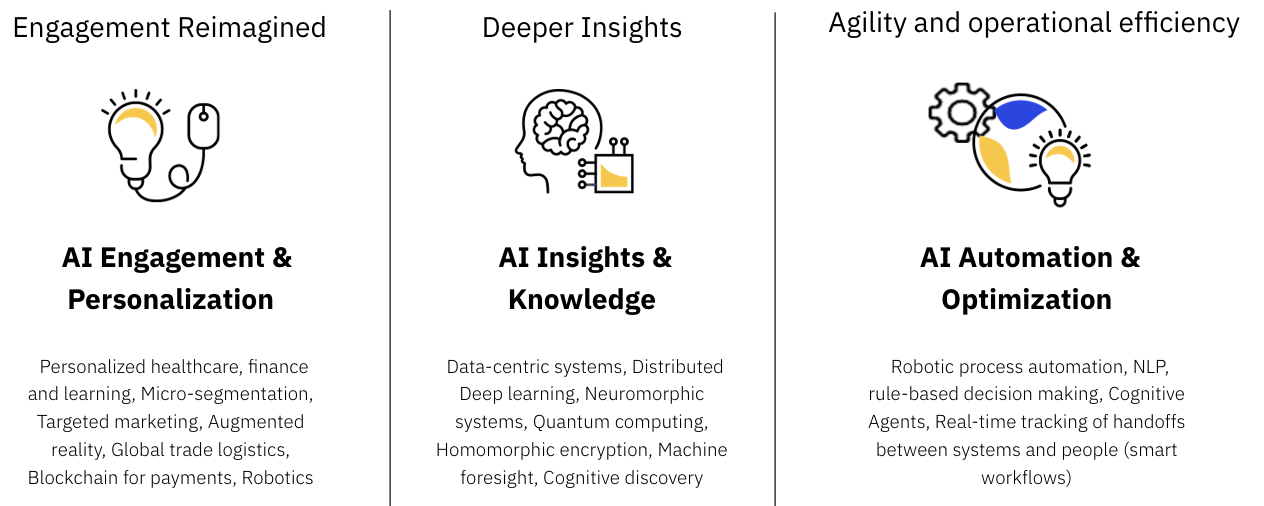 Engagement Reimagined
AI Engagement &
Personalization
Personalized healthcare, finance
and learning, Micro-segmentation,
Targeted marketing, Augmented
reality, Global trade logistics,
Blockchain for payments, Robotics
Deeper Insights
AI Insights &
Knowledge
Data-centric systems, Distributed
Deep learning, Neuromorphic
systems, Quantum computing,
Homomorphic encryption, Machine
foresight, Cognitive discovery
Agility and operational efficiency
AI Automation &
Optimization
Robotic process automation, NLP,
rule-based decision making, Cognitive
Agents, Real-time tracking of handoffs
between systems and people (smart
workflows)